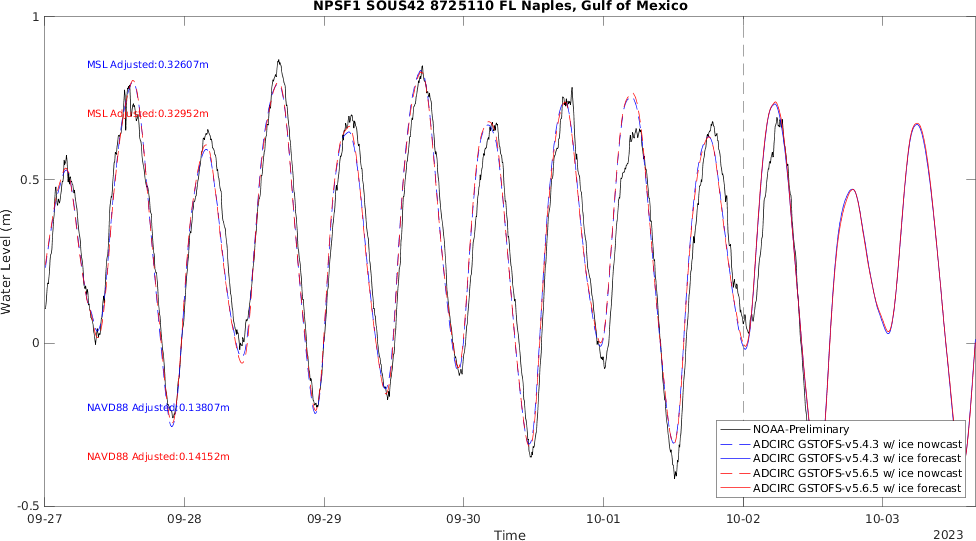 NPSF1 SOUS42 8725110 FL Naples, Gulf of Mexico
1
MSL Adjusted:0.32607m
MSL Adjusted:0.32952m
0.5
Water Level (m)
0
NAVD88 Adjusted:0.13807m
NAVD88 Adjusted:0.14152m
NOAA-Preliminary
ADCIRC GSTOFS-v5.4.3 w/ ice nowcast
ADCIRC GSTOFS-v5.4.3 w/ ice forecast
ADCIRC GSTOFS-v5.6.5 w/ ice nowcast
ADCIRC GSTOFS-v5.6.5 w/ ice forecast
-0.5
09-27 09-28 09-29 09-30 10-01 10-02 10-03
Time
2023